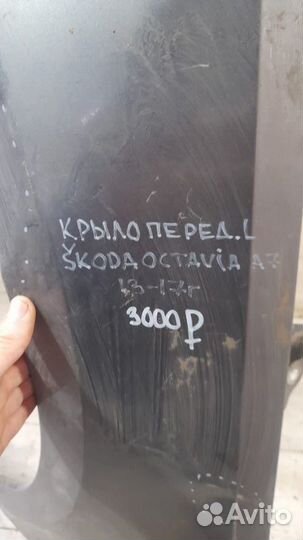 КРЫЛО ПЕРЕД. L
ŠKODA OCTAVIA A7
13-17г
3000₽
Avito